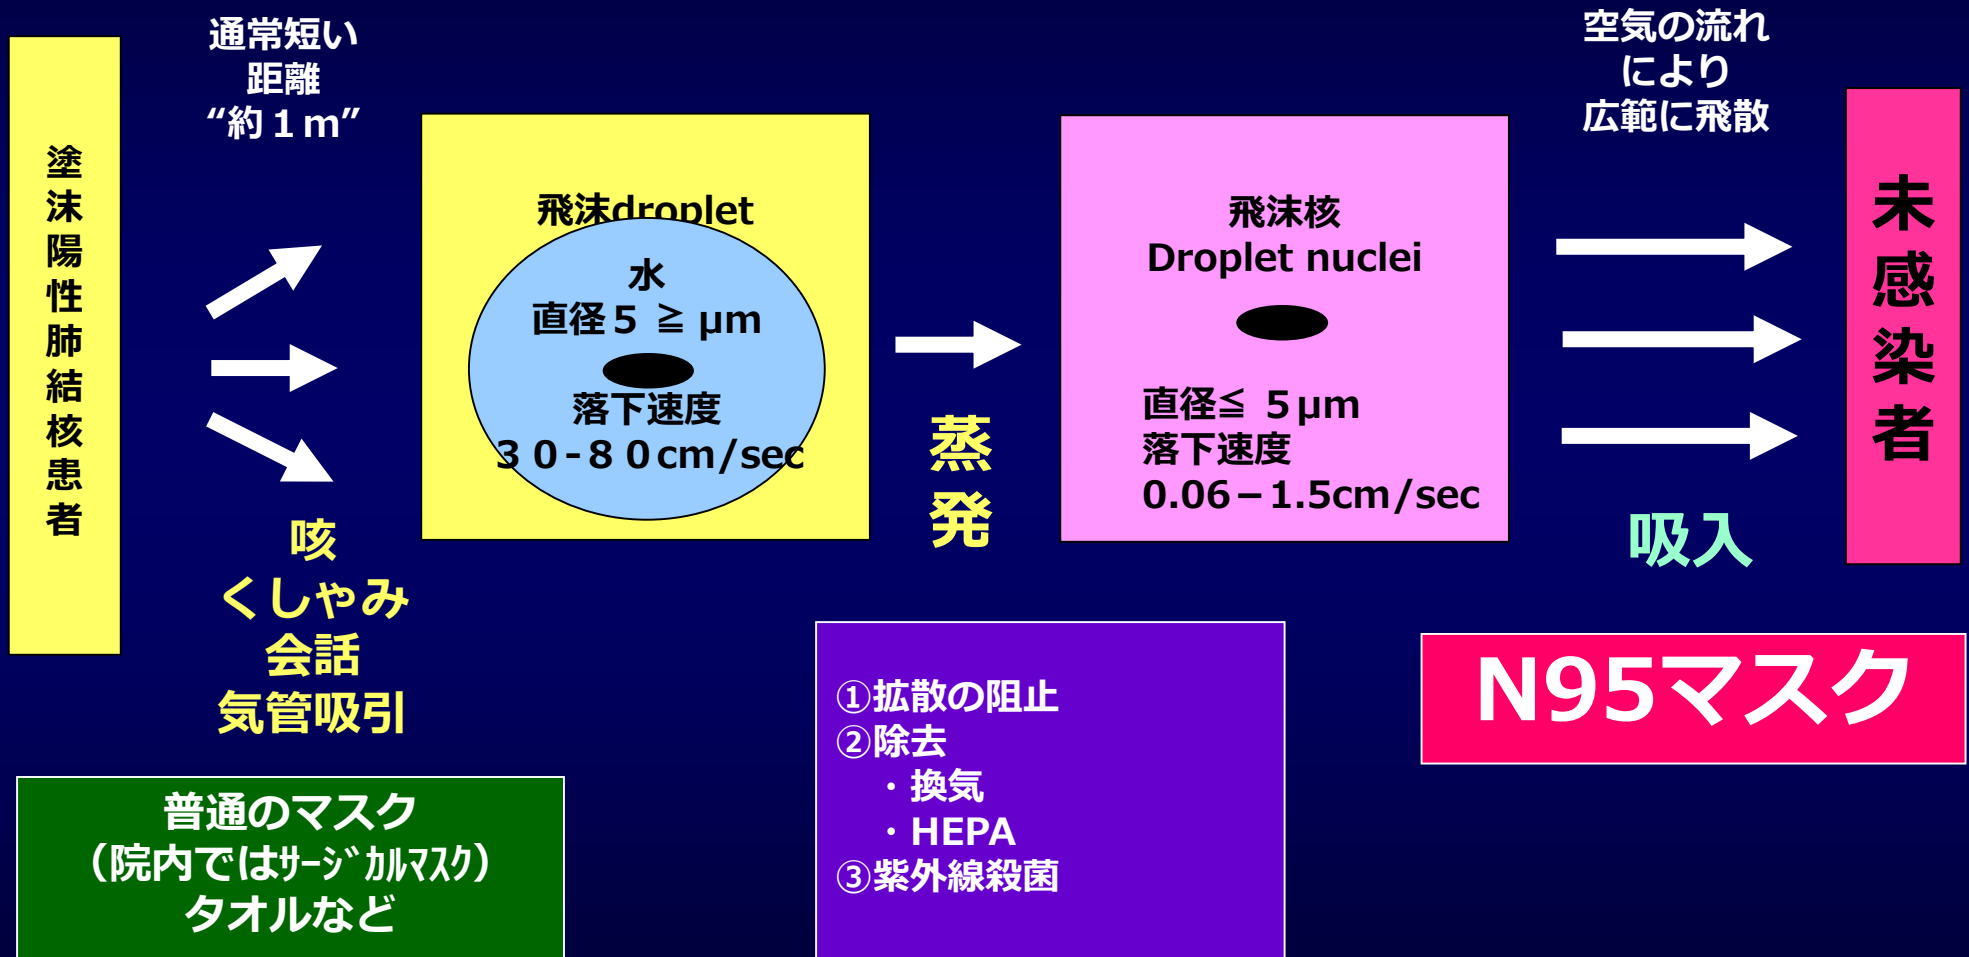 塗沫陽性肺結核患者
通常短い
距離
“約１ｍ”
咳
くしゃみ
会話
気管吸引
普通のマスク
（院内ではｻｰｼﾞｶﾙﾏｽｸ）
タオルなど
飛沫droplet
水
直径５ ≧ μm
落下速度
３０-８０cm/sec
蒸発
飛沫核
Droplet nuclei
直径≦ ５μm
落下速度
0.06－1.5cm/sec
①拡散の阻止
②除去
・換気
・HEPA
③紫外線殺菌
空気の流れ
により
広範に飛散
吸入
未感染者
N95マスク